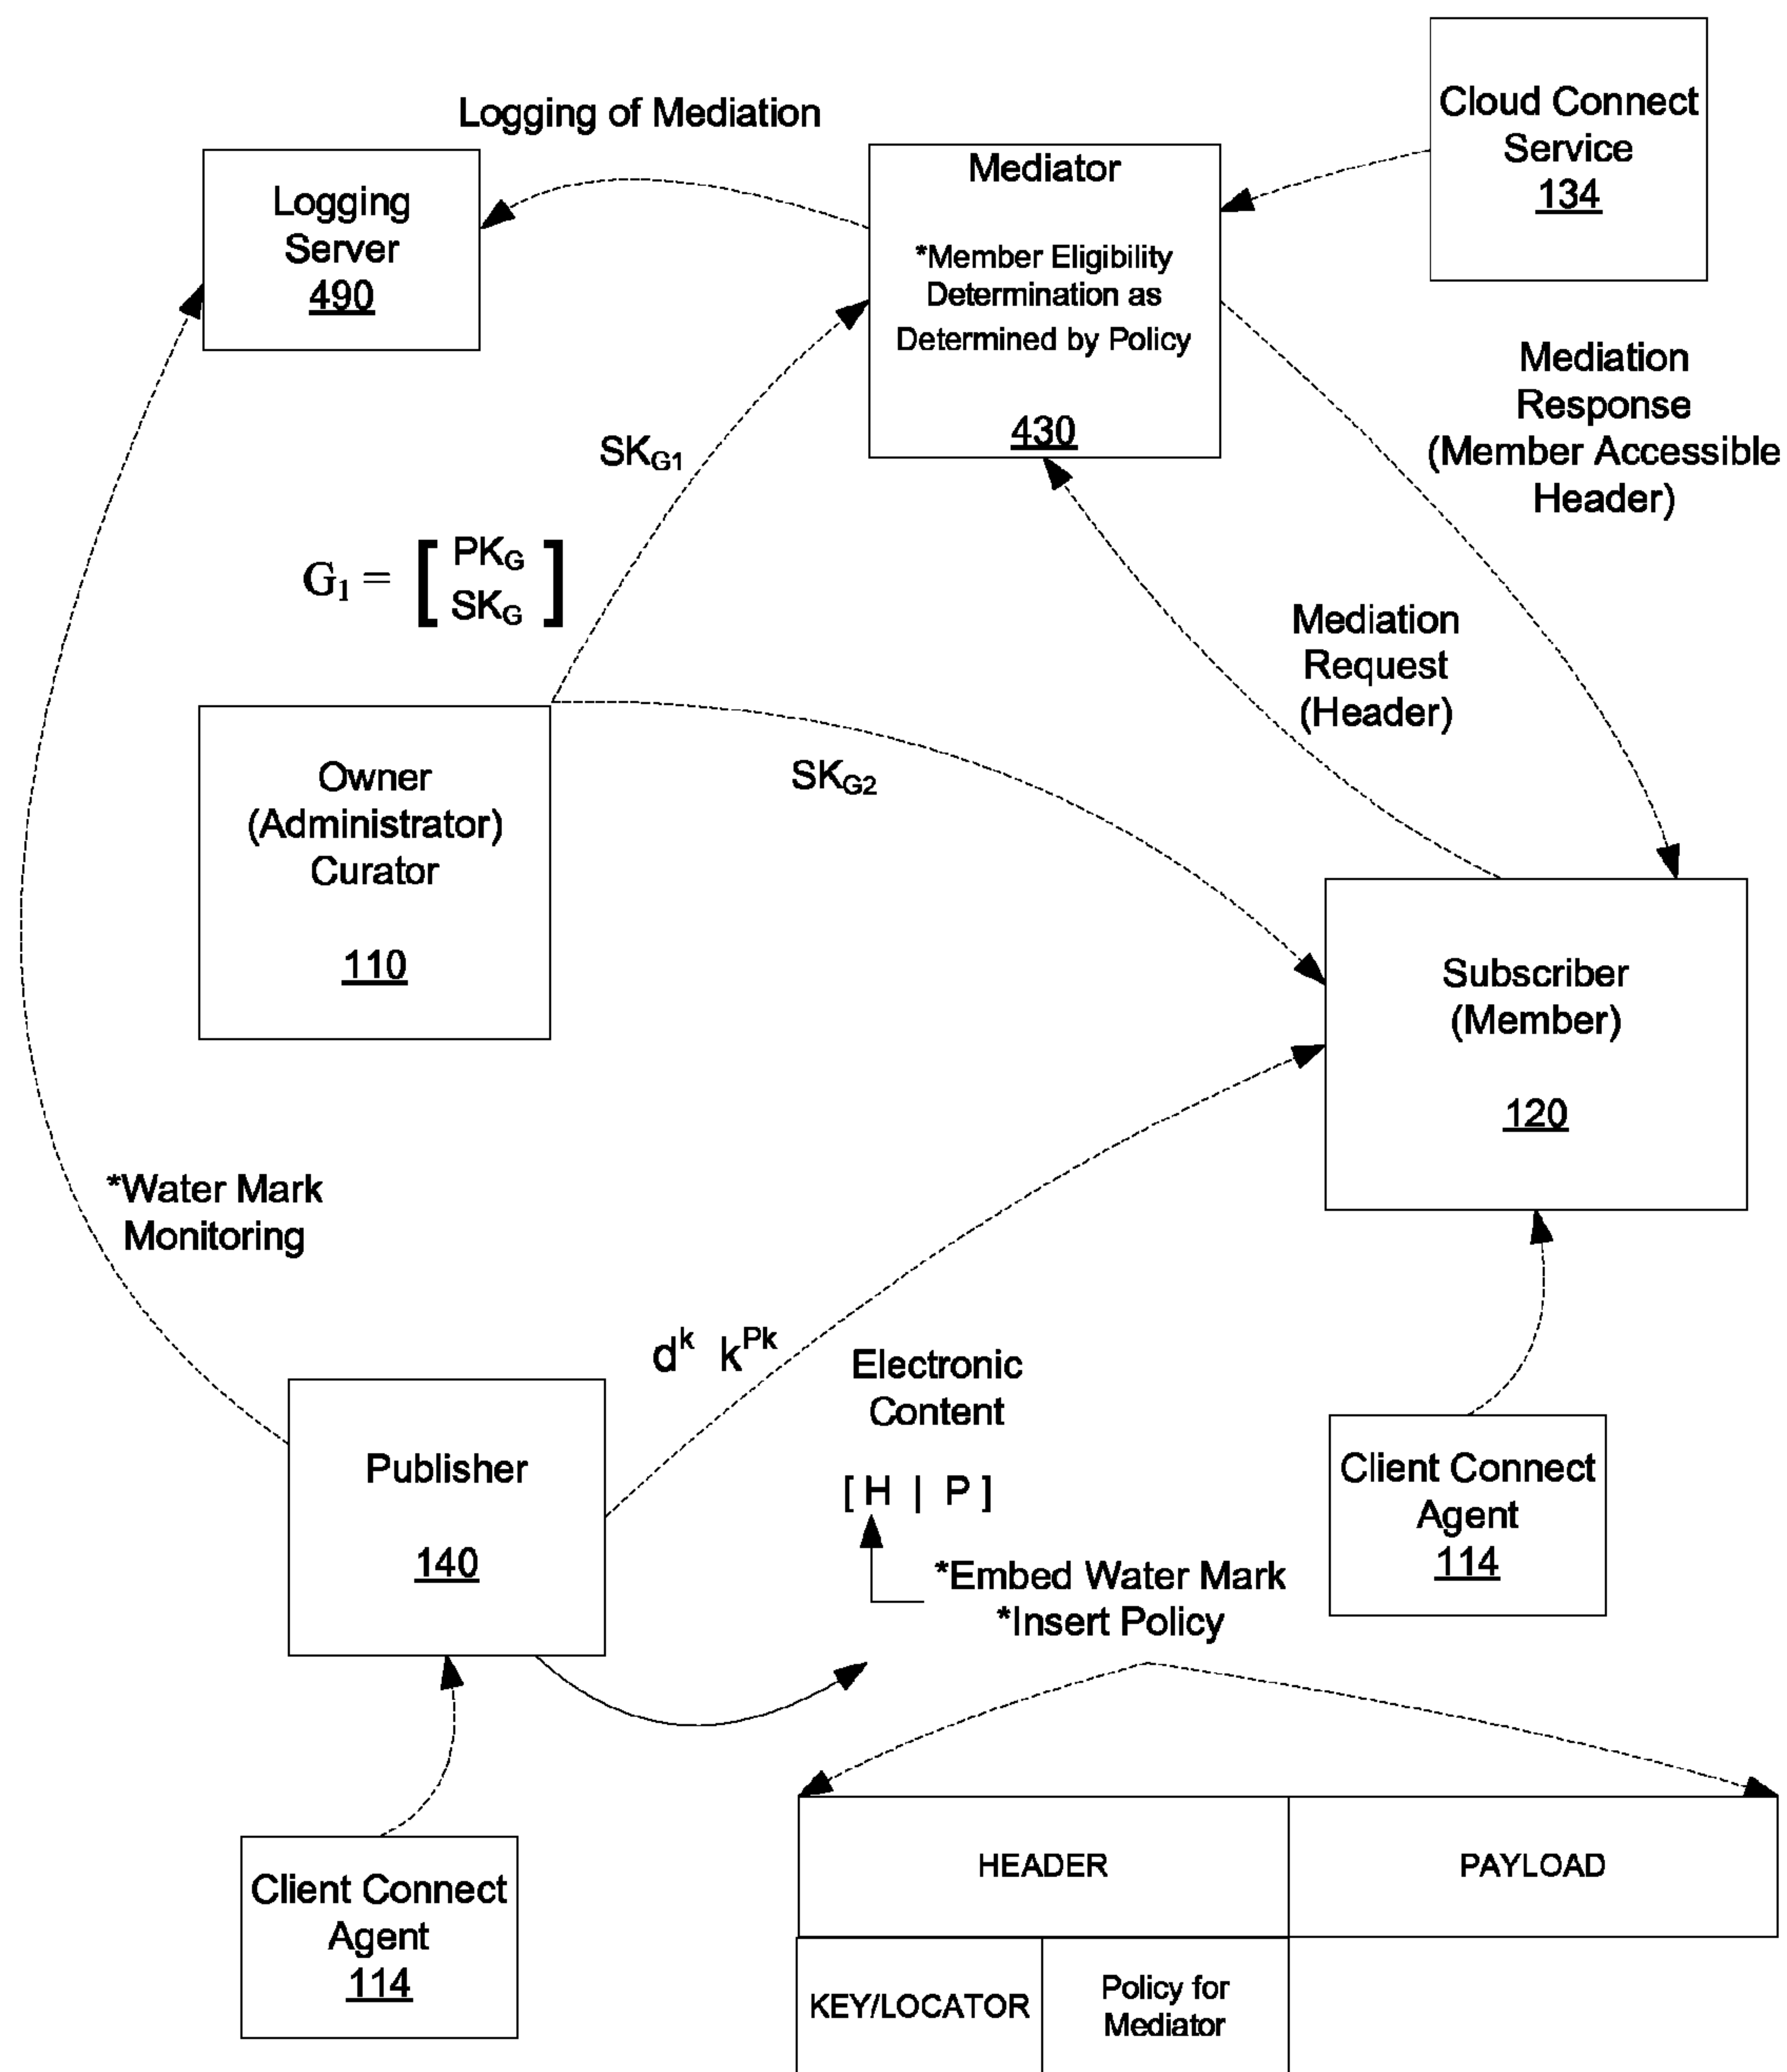 Cloud Connect
Service
134
Logging of Mediation
Logging
Server
490
Mediator
*Member Eligibility
Determination as
Determined by Policy
430
Mediation
Response
(Member Accessible
Header)
SKG1
G1 = [ PKG
SKG ]
Mediation
Request
(Header)
Owner
(Administrator)
Curator
110
SKG2
Subscriber
(Member)
120
*Water Mark
Monitoring
d^k k^Pk
Electronic
Content
[ H | P ]
Publisher
140
Client Connect
Agent
114
*Embed Water Mark
*Insert Policy
Client Connect
Agent
114
HEADER
PAYLOAD
KEY/LOCATOR
Policy for
Mediator